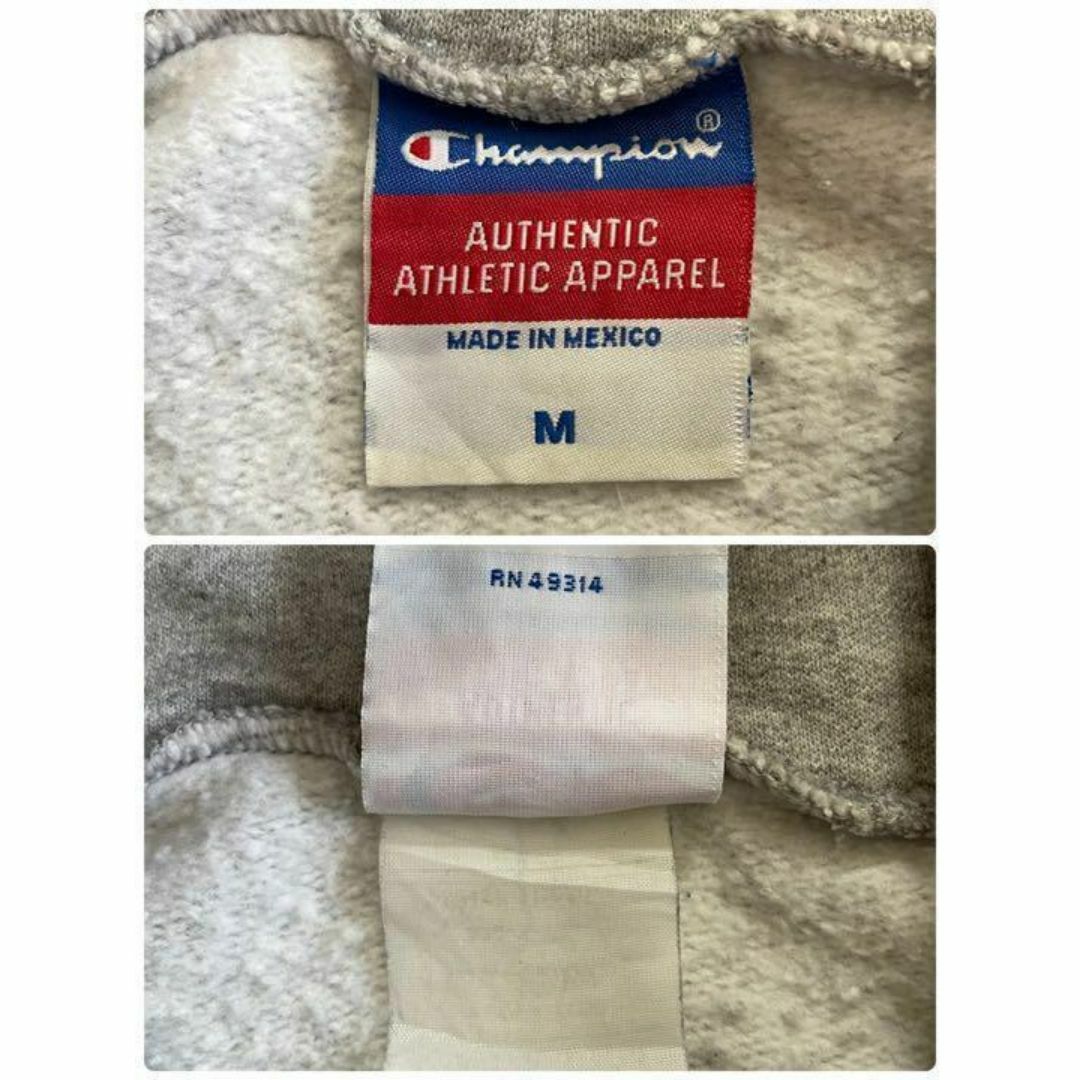 Champion®
AUTHENTIC
ATHLETIC APPAREL
MADE IN MEXICO
M
RN 49314